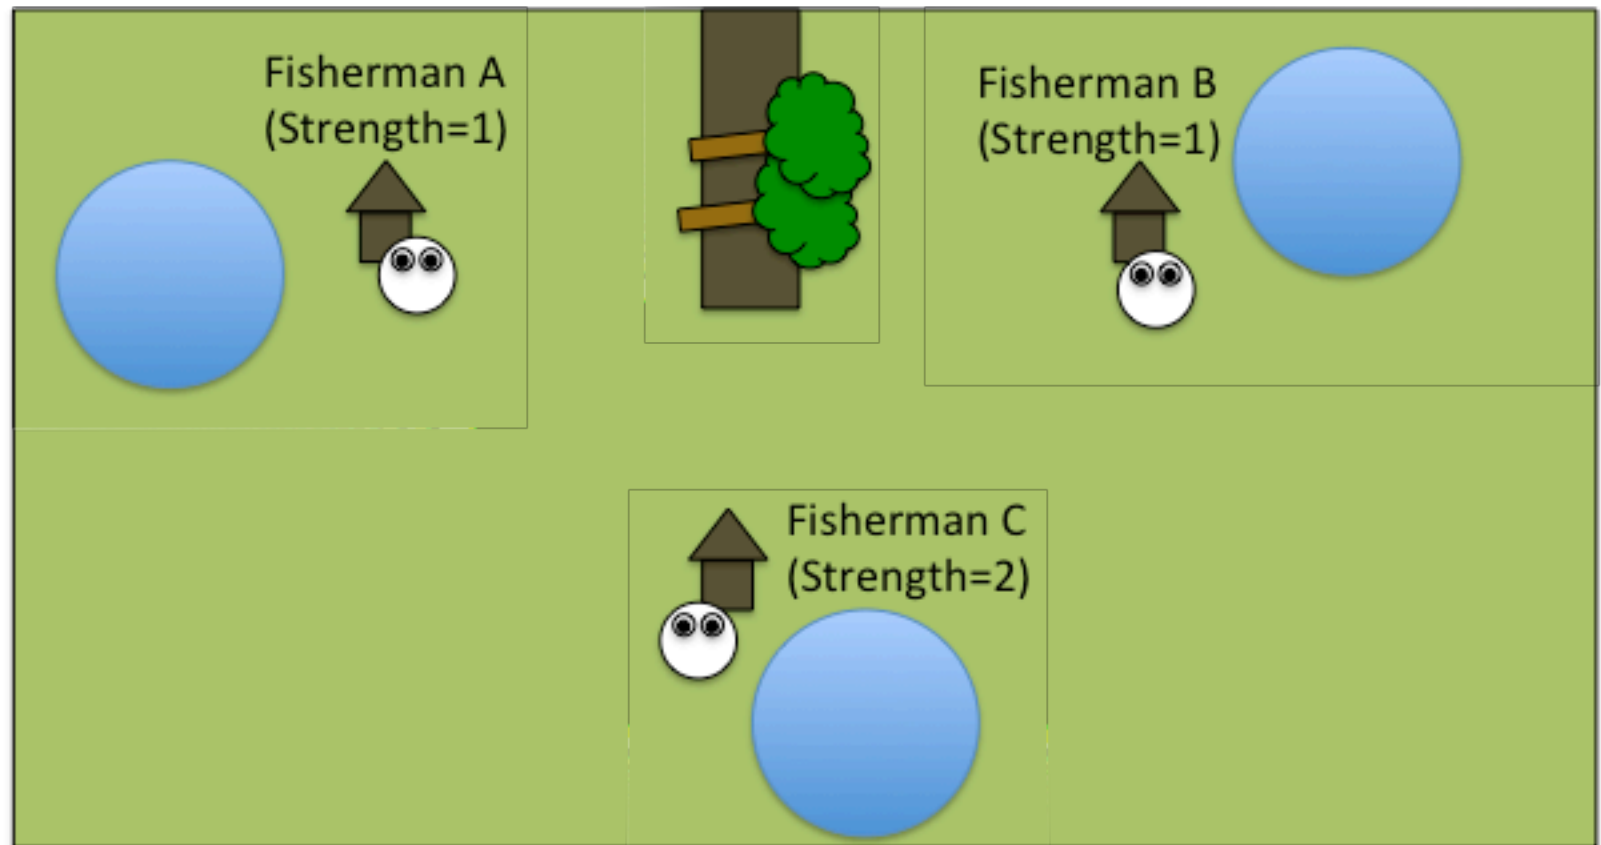 Fisherman A
(Strength=1)
Fisherman B
(Strength=1)
Fisherman C
(Strength=2)